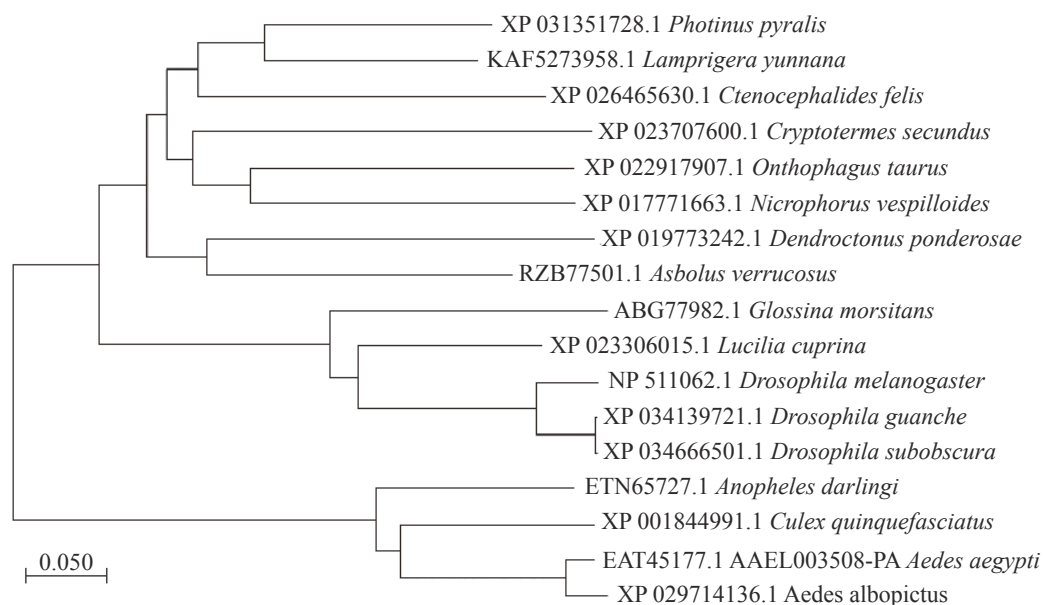 XP 031351728.1 Photinus pyralis
KAF5273958.1 Lamprigera yunnana
XP 026465630.1 Ctenocephalides felis
XP 023707600.1 Cryptotermes secundus
XP 022917907.1 Onthophagus taurus
XP 017771663.1 Nicrophorus vespilloides
XP 019773242.1 Dendroctonus ponderosae
RZB77501.1 Asbolus verrucosus
ABG77982.1 Glossina morsitans
XP 023306015.1 Lucilia cuprina
NP 511062.1 Drosophila melanogaster
XP 034139721.1 Drosophila guanche
XP 034666501.1 Drosophila subobscura
ETN65727.1 Anopheles darlingi
XP 001844991.1 Culex quinquefasciatus
EAT45177.1 AAEL003508-PA Aedes aegypti
XP 029714136.1 Aedes albopictus
0.050